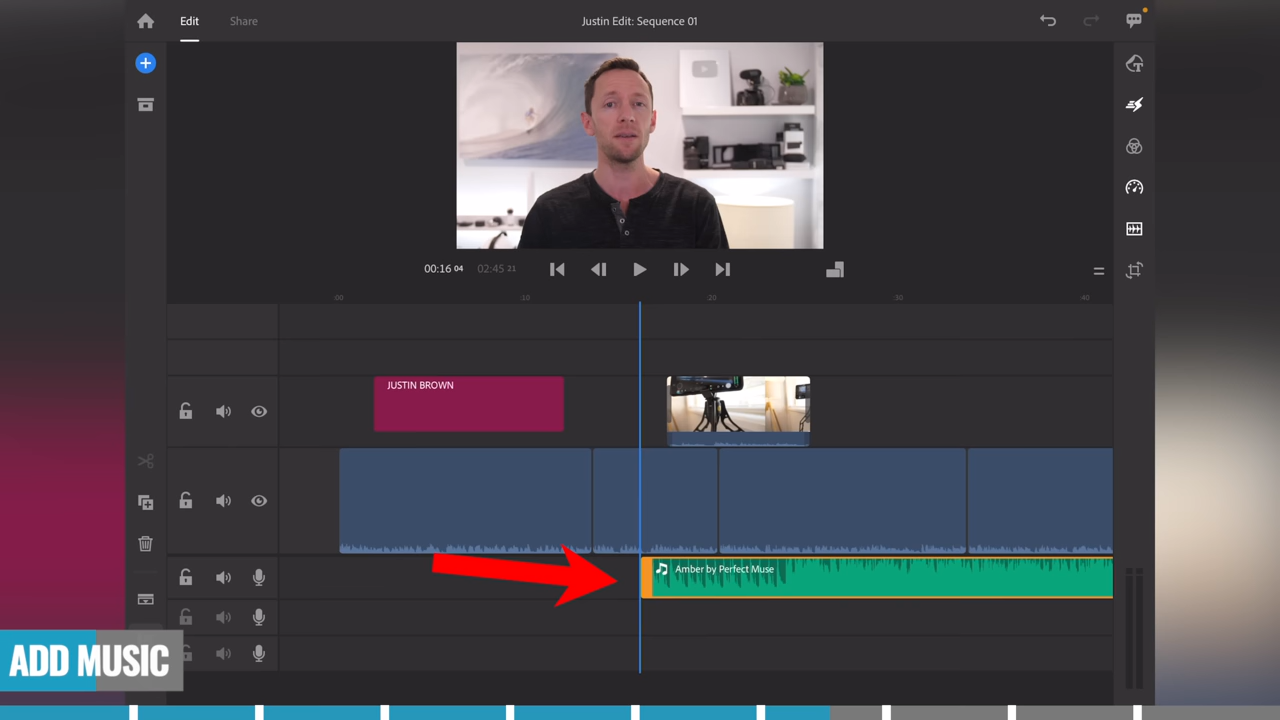 Edit
Share
Justin Edit: Sequence 01
00:16 04
02:45 21
:00
:10
:20
:30
:40
JUSTIN BROWN
Amber by Perfect Muse
ADD MUSIC